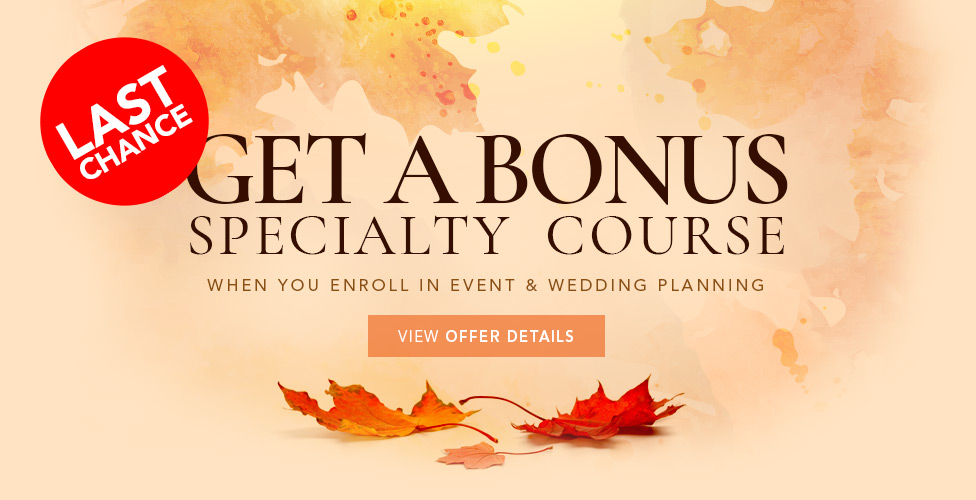 LAST
CHANCE
GET A BONUS
SPECIALTY COURSE
WHEN YOU ENROLL IN EVENT & WEDDING PLANNING
VIEW OFFER DETAILS